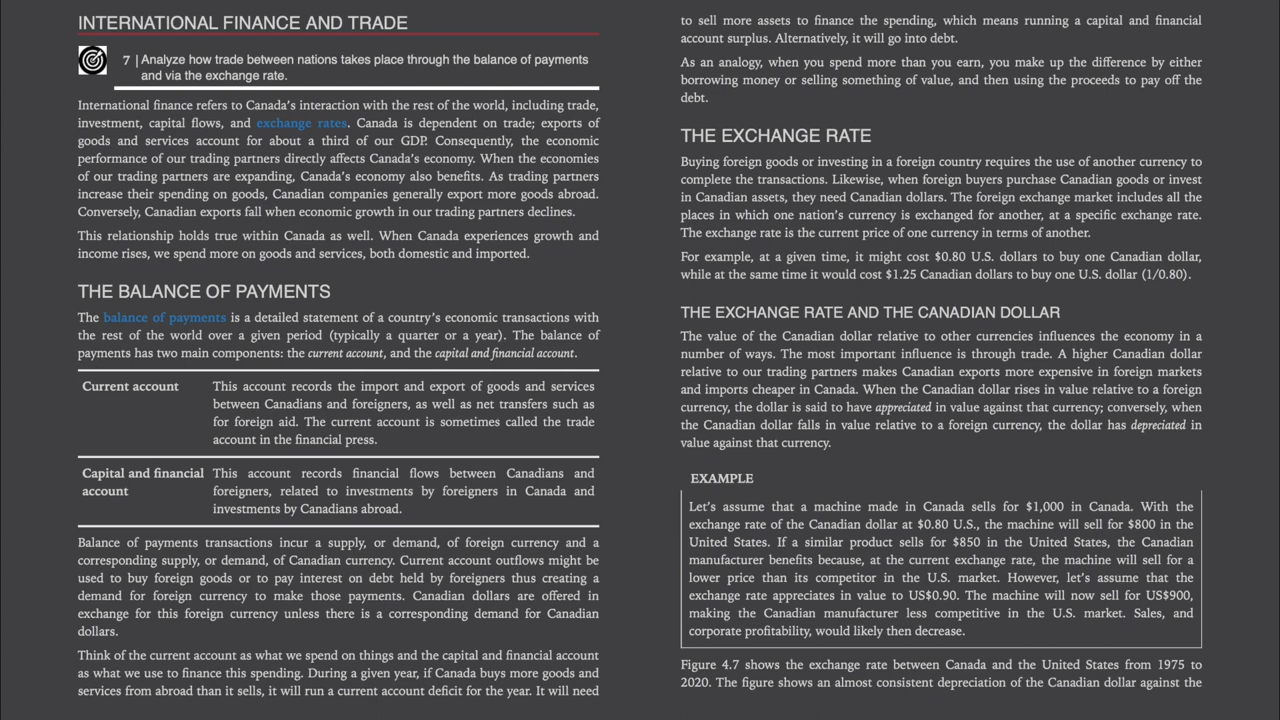 INTERNATIONAL FINANCE AND TRADE
7 | Analyze how trade between nations takes place through the balance of payments
and via the exchange rate.
International finance refers to Canada's interaction with the rest of the world, including trade,
investment, capital flows, and exchange rates. Canada is dependent on trade; exports of
goods and services account for about a third of our GDP. Consequently, the economic
performance of our trading partners directly affects Canada's economy. When the economies
of our trading partners are expanding, Canada's economy also benefits. As trading partners
increase their spending on goods, Canadian companies generally export more goods abroad.
Conversely, Canadian exports fall when economic growth in our trading partners declines.
This relationship holds true within Canada as well. When Canada experiences growth and
income rises, we spend more on goods and services, both domestic and imported.
THE BALANCE OF PAYMENTS
The balance of payments is a detailed statement of a country's economic transactions with
the rest of the world over a given period (typically a quarter or a year). The balance of
payments has two main components: the current account, and the capital and financial account.
Current account
This account records the import and export of goods and services
between Canadians and foreigners, as well as net transfers such as
for foreign aid. The current account is sometimes called the trade
account in the financial press.
Capital and financial
account
This account records financial flows between Canadians and
foreigners, related to investments by foreigners in Canada and
investments by Canadians abroad.
Balance of payments transactions incur a supply, or demand, of foreign currency and a
corresponding supply, or demand, of Canadian currency. Current account outflows might be
used to buy foreign goods or to pay interest on debt held by foreigners thus creating a
demand for foreign currency to make those payments. Canadian dollars are offered in
exchange for this foreign currency unless there is a corresponding demand for Canadian
dollars.
Think of the current account as what we spend on things and the capital and financial account
as what we use to finance this spending. During a given year, if Canada buys more goods and
services from abroad than it sells, it will run a current account deficit for the year. It will need
to sell more assets to finance the spending, which means running a capital and financial
account surplus. Alternatively, it will go into debt.
As an analogy, when you spend more than you earn, you make up the difference by either
borrowing money or selling something of value, and then using the proceeds to pay off the
debt.
THE EXCHANGE RATE
Buying foreign goods or investing in a foreign country requires the use of another currency to
complete the transactions. Likewise, when foreign buyers purchase Canadian goods or invest
in Canadian assets, they need Canadian dollars. The foreign exchange market includes all the
places in which one nation's currency is exchanged for another, at a specific exchange rate.
The exchange rate is the current price of one currency in terms of another.
For example, at a given time, it might cost $0.80 U.S. dollars to buy one Canadian dollar,
while at the same time it would cost $1.25 Canadian dollars to buy one U.S. dollar (1/0.80).
THE EXCHANGE RATE AND THE CANADIAN DOLLAR
The value of the Canadian dollar relative to other currencies influences the economy in a
number of ways. The most important influence is through trade. A higher Canadian dollar
relative to our trading partners makes Canadian exports more expensive in foreign markets
and imports cheaper in Canada. When the Canadian dollar rises in value relative to a foreign
currency, the dollar is said to have appreciated in value against that currency; conversely, when
the Canadian dollar falls in value relative to a foreign currency, the dollar has depreciated in
value against that currency.
EXAMPLE
Let's assume that a machine made in Canada sells for $1,000 in Canada. With the
exchange rate of the Canadian dollar at $0.80 U.S., the machine will sell for $800 in the
United States. If a similar product sells for $850 in the United States, the Canadian
manufacturer benefits because, at the current exchange rate, the machine will sell for a
lower price than its competitor in the U.S. market. However, let's assume that the
exchange rate appreciates in value to US$0.90. The machine will now sell for US$900,
making the Canadian manufacturer less competitive in the U.S. market. Sales, and
corporate profitability, would likely then decrease.
Figure 4.7 shows the exchange rate between Canada and the United States from 1975 to
2020. The figure shows an almost consistent depreciation of the Canadian dollar against the